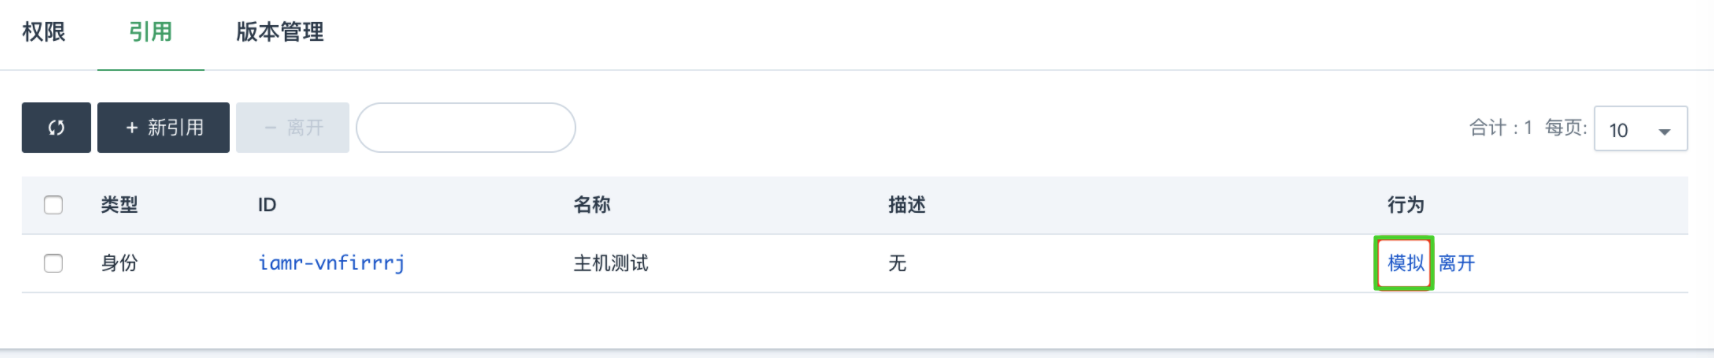 权限 引用 版本管理
+ 新引用 − 离开 合计 : 1 每页: 10
类型 ID 名称 描述 行为
身份 iamr-vnfirrrj 主机测试 无 模拟 离开